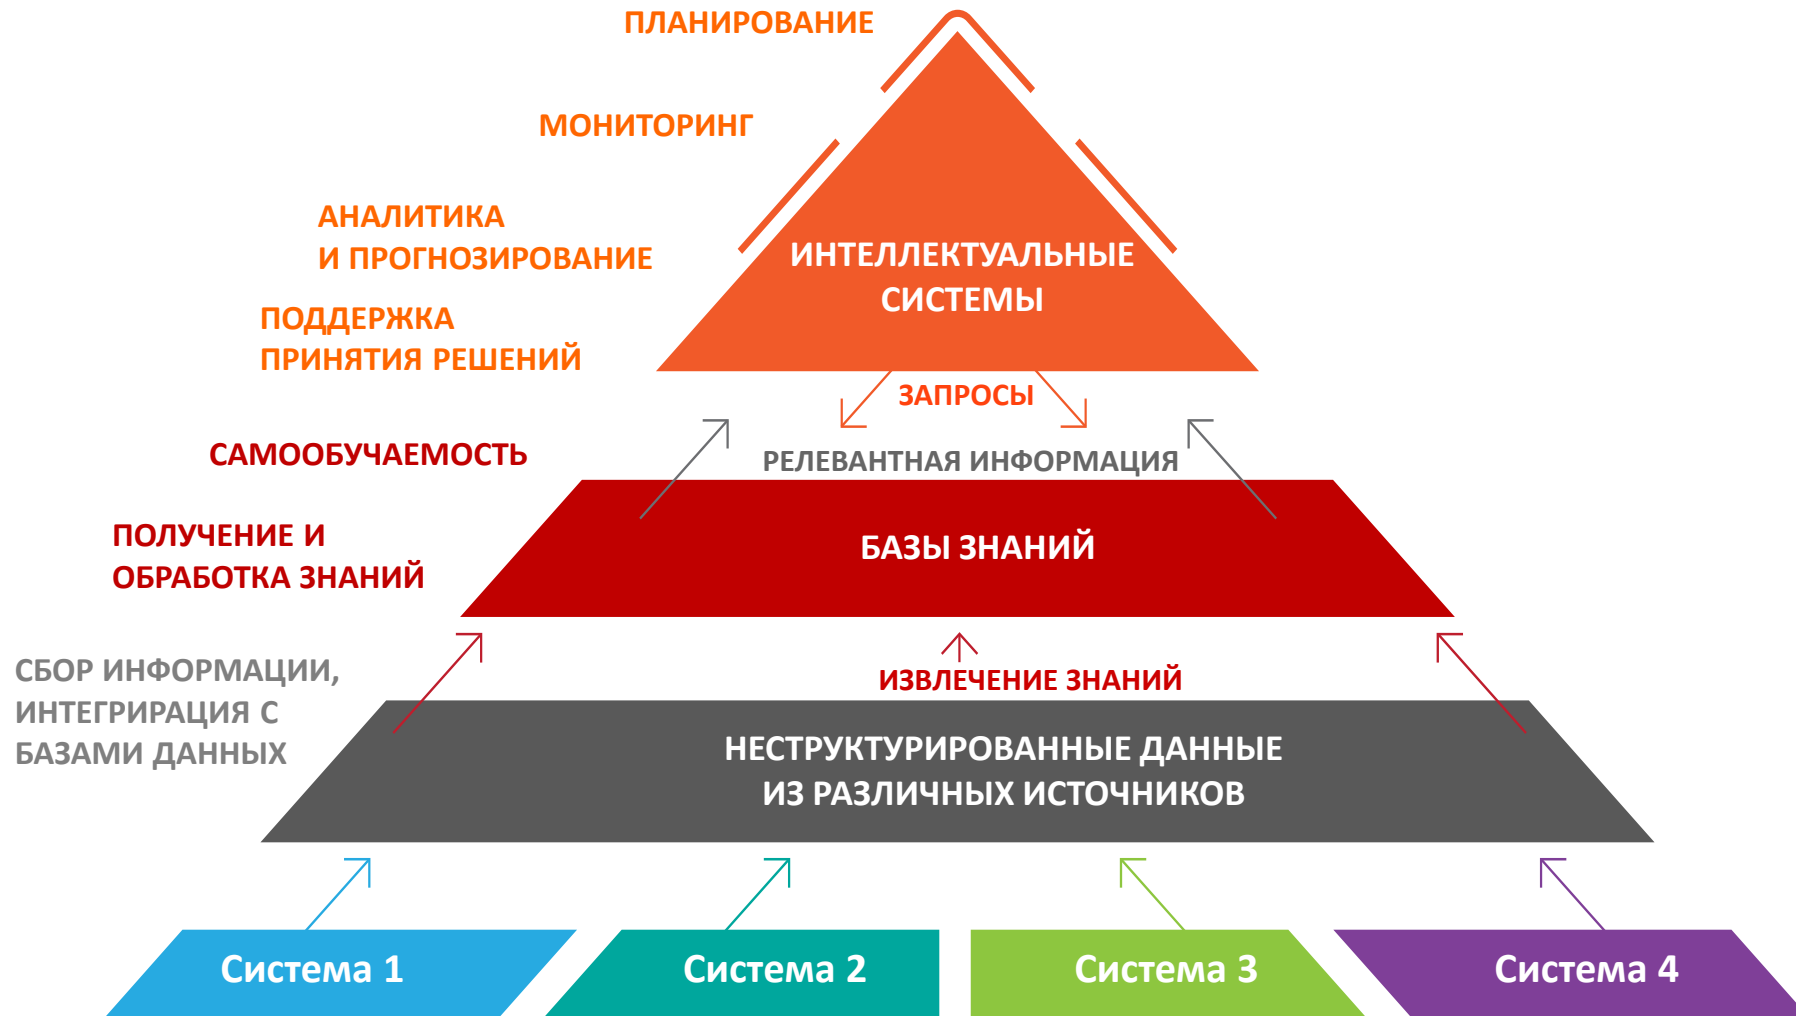 ПЛАНИРОВАНИЕ
МОНИТОРИНГ
АНАЛИТИКА
И ПРОГНОЗИРОВАНИЕ
ИНТЕЛЛЕКТУАЛЬНЫЕ
СИСТЕМЫ
ПОДДЕРЖКА
ПРИНЯТИЯ РЕШЕНИЙ
ЗАПРОСЫ
САМООБУЧАЕМОСТЬ
РЕЛЕВАНТНАЯ ИНФОРМАЦИЯ
ПОЛУЧЕНИЕ И
ОБРАБОТКА ЗНАНИЙ
БАЗЫ ЗНАНИЙ
СБОР ИНФОРМАЦИИ,
ИНТЕГРИРАЦИЯ С
БАЗАМИ ДАННЫХ
ИЗВЛЕЧЕНИЕ ЗНАНИЙ
НЕСТРУКТУРИРОВАННЫЕ ДАННЫЕ
ИЗ РАЗЛИЧНЫХ ИСТОЧНИКОВ
Система 1
Система 2
Система 3
Система 4